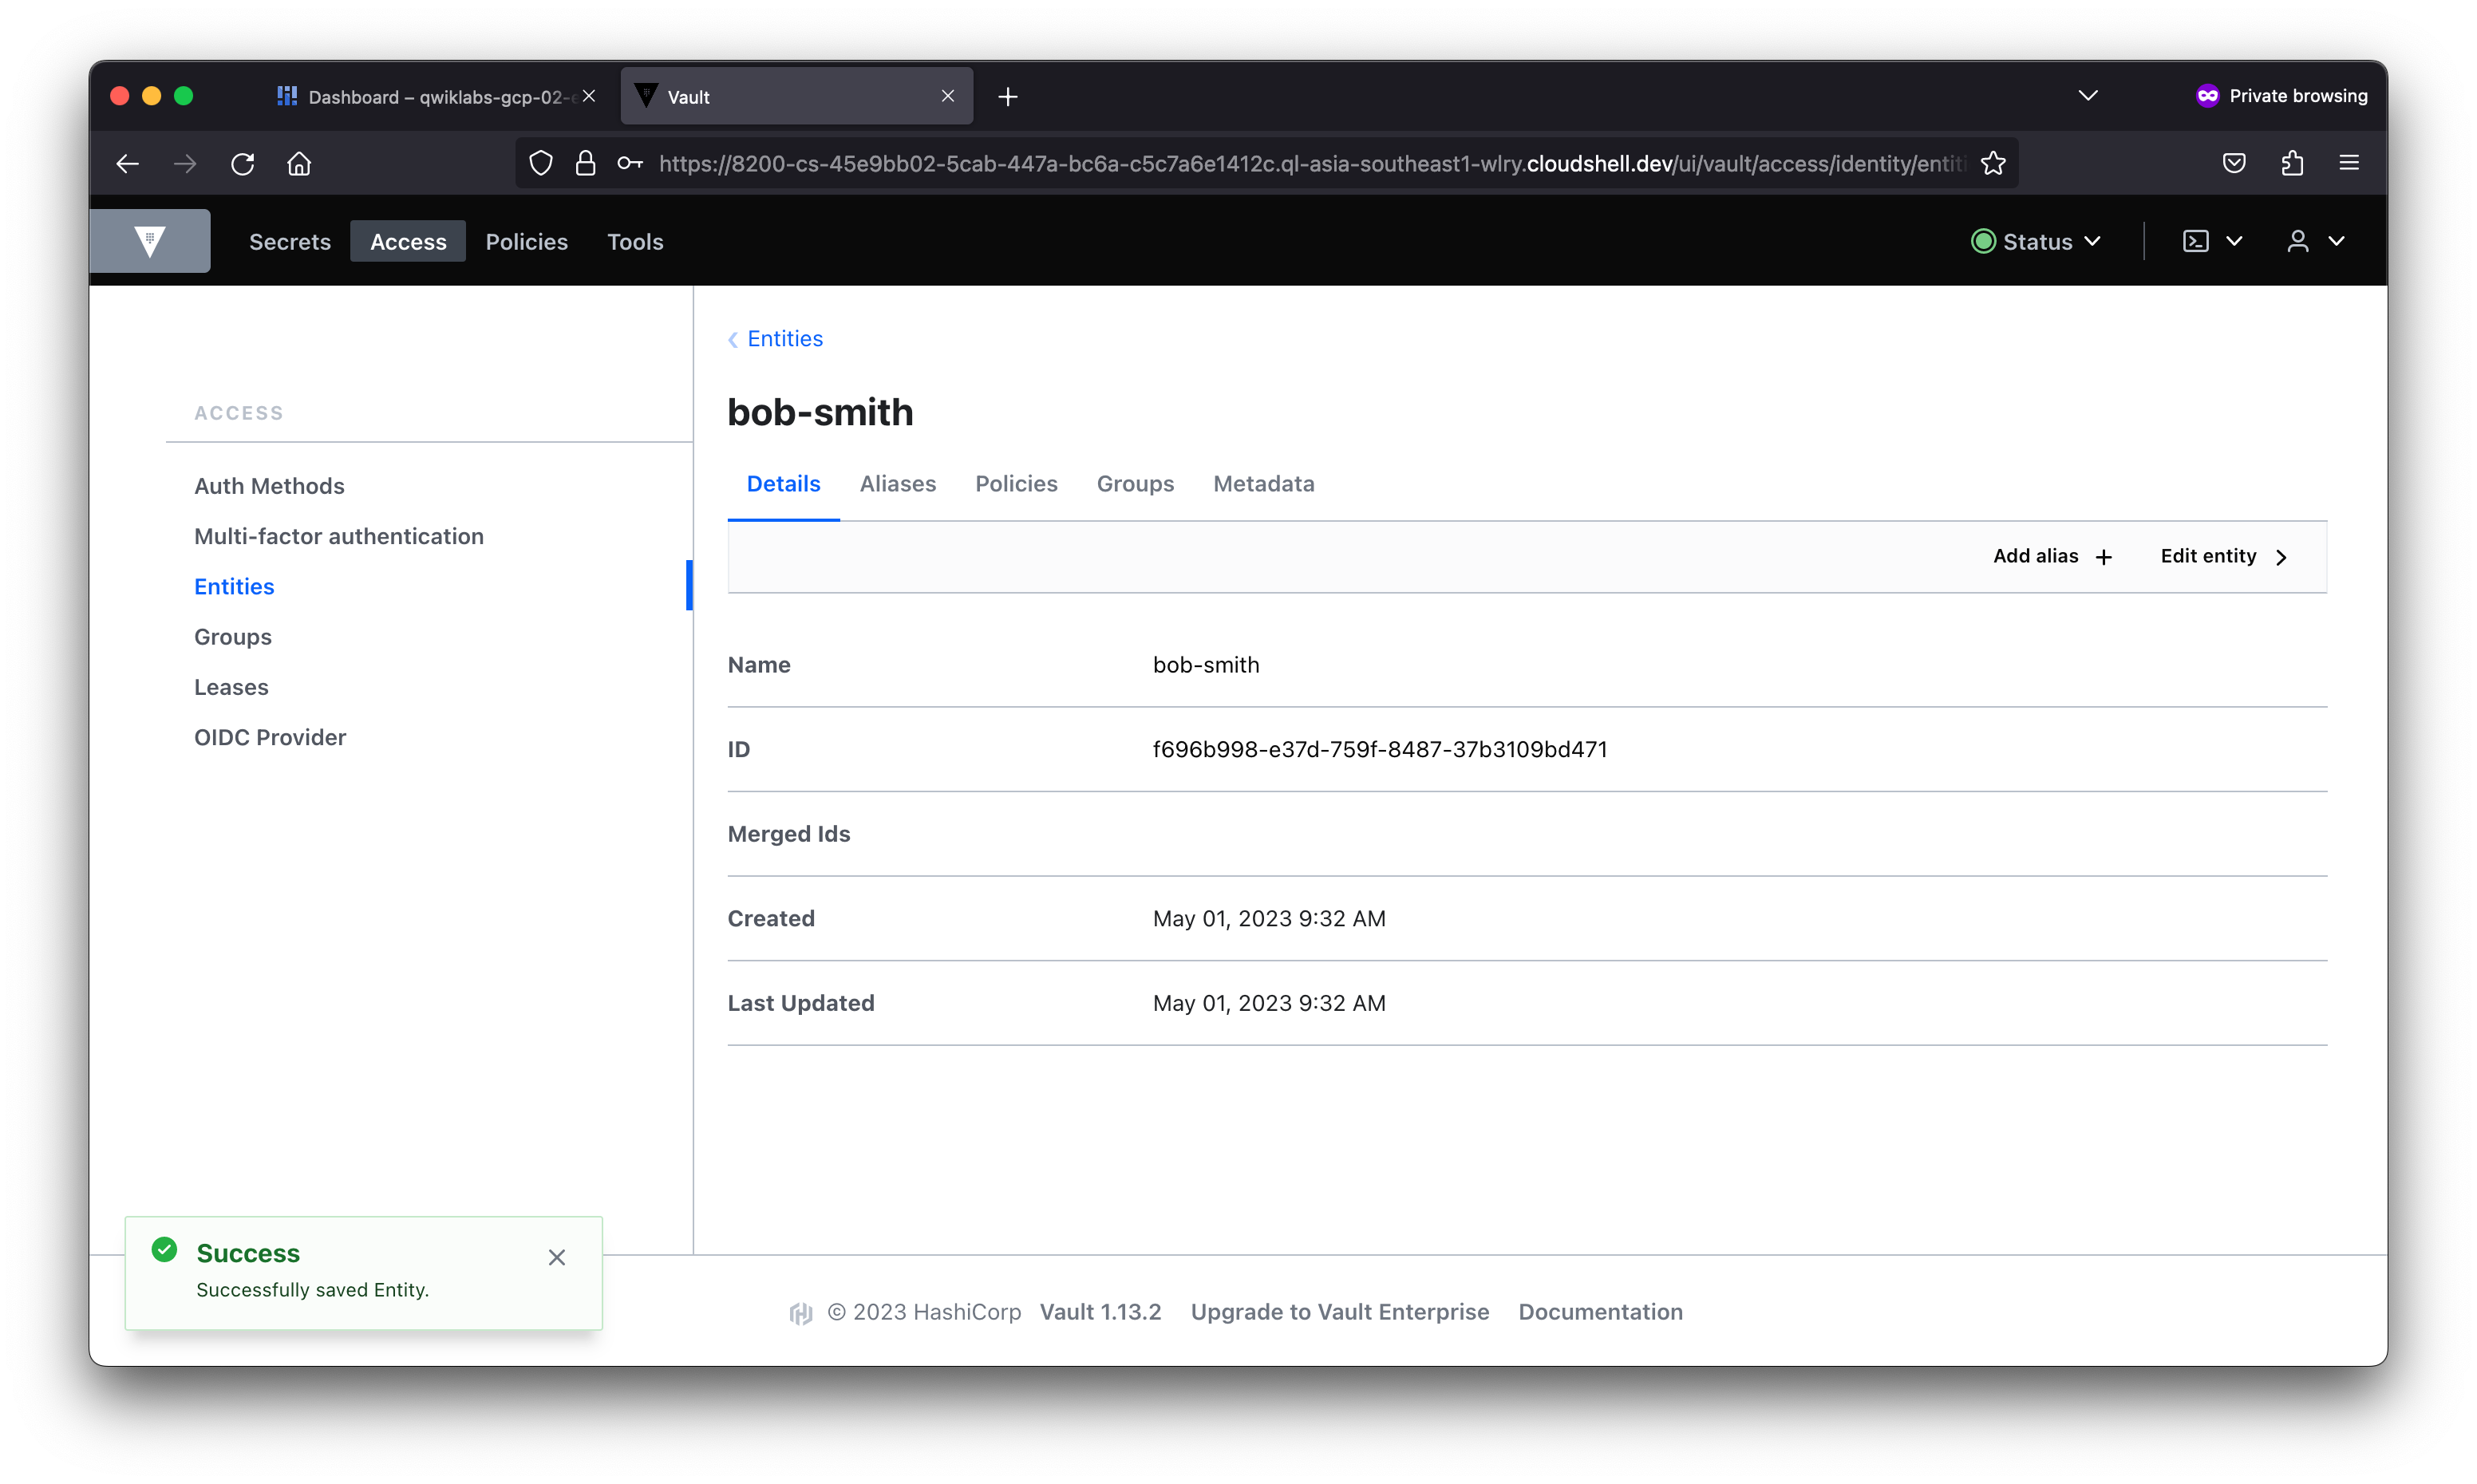 Dashboard – qwiklabs-gcp-02-
Vault
Private browsing
https://8200-cs-45e9bb02-5cab-447a-bc6a-c5c7a6e1412c.ql-asia-southeast1-wlry.cloudshell.dev/ui/vault/access/identity/entiti
Secrets
Access
Policies
Tools
Status
ACCESS
Auth Methods
Multi-factor authentication
Entities
Groups
Leases
OIDC Provider
Entities
bob-smith
Details
Aliases
Policies
Groups
Metadata
Add alias
Edit entity
Name bob-smith
ID f696b998-e37d-759f-8487-37b3109bd471
Merged Ids
Created May 01, 2023 9:32 AM
Last Updated May 01, 2023 9:32 AM
Success
Successfully saved Entity.
© 2023 HashiCorp Vault 1.13.2 Upgrade to Vault Enterprise Documentation